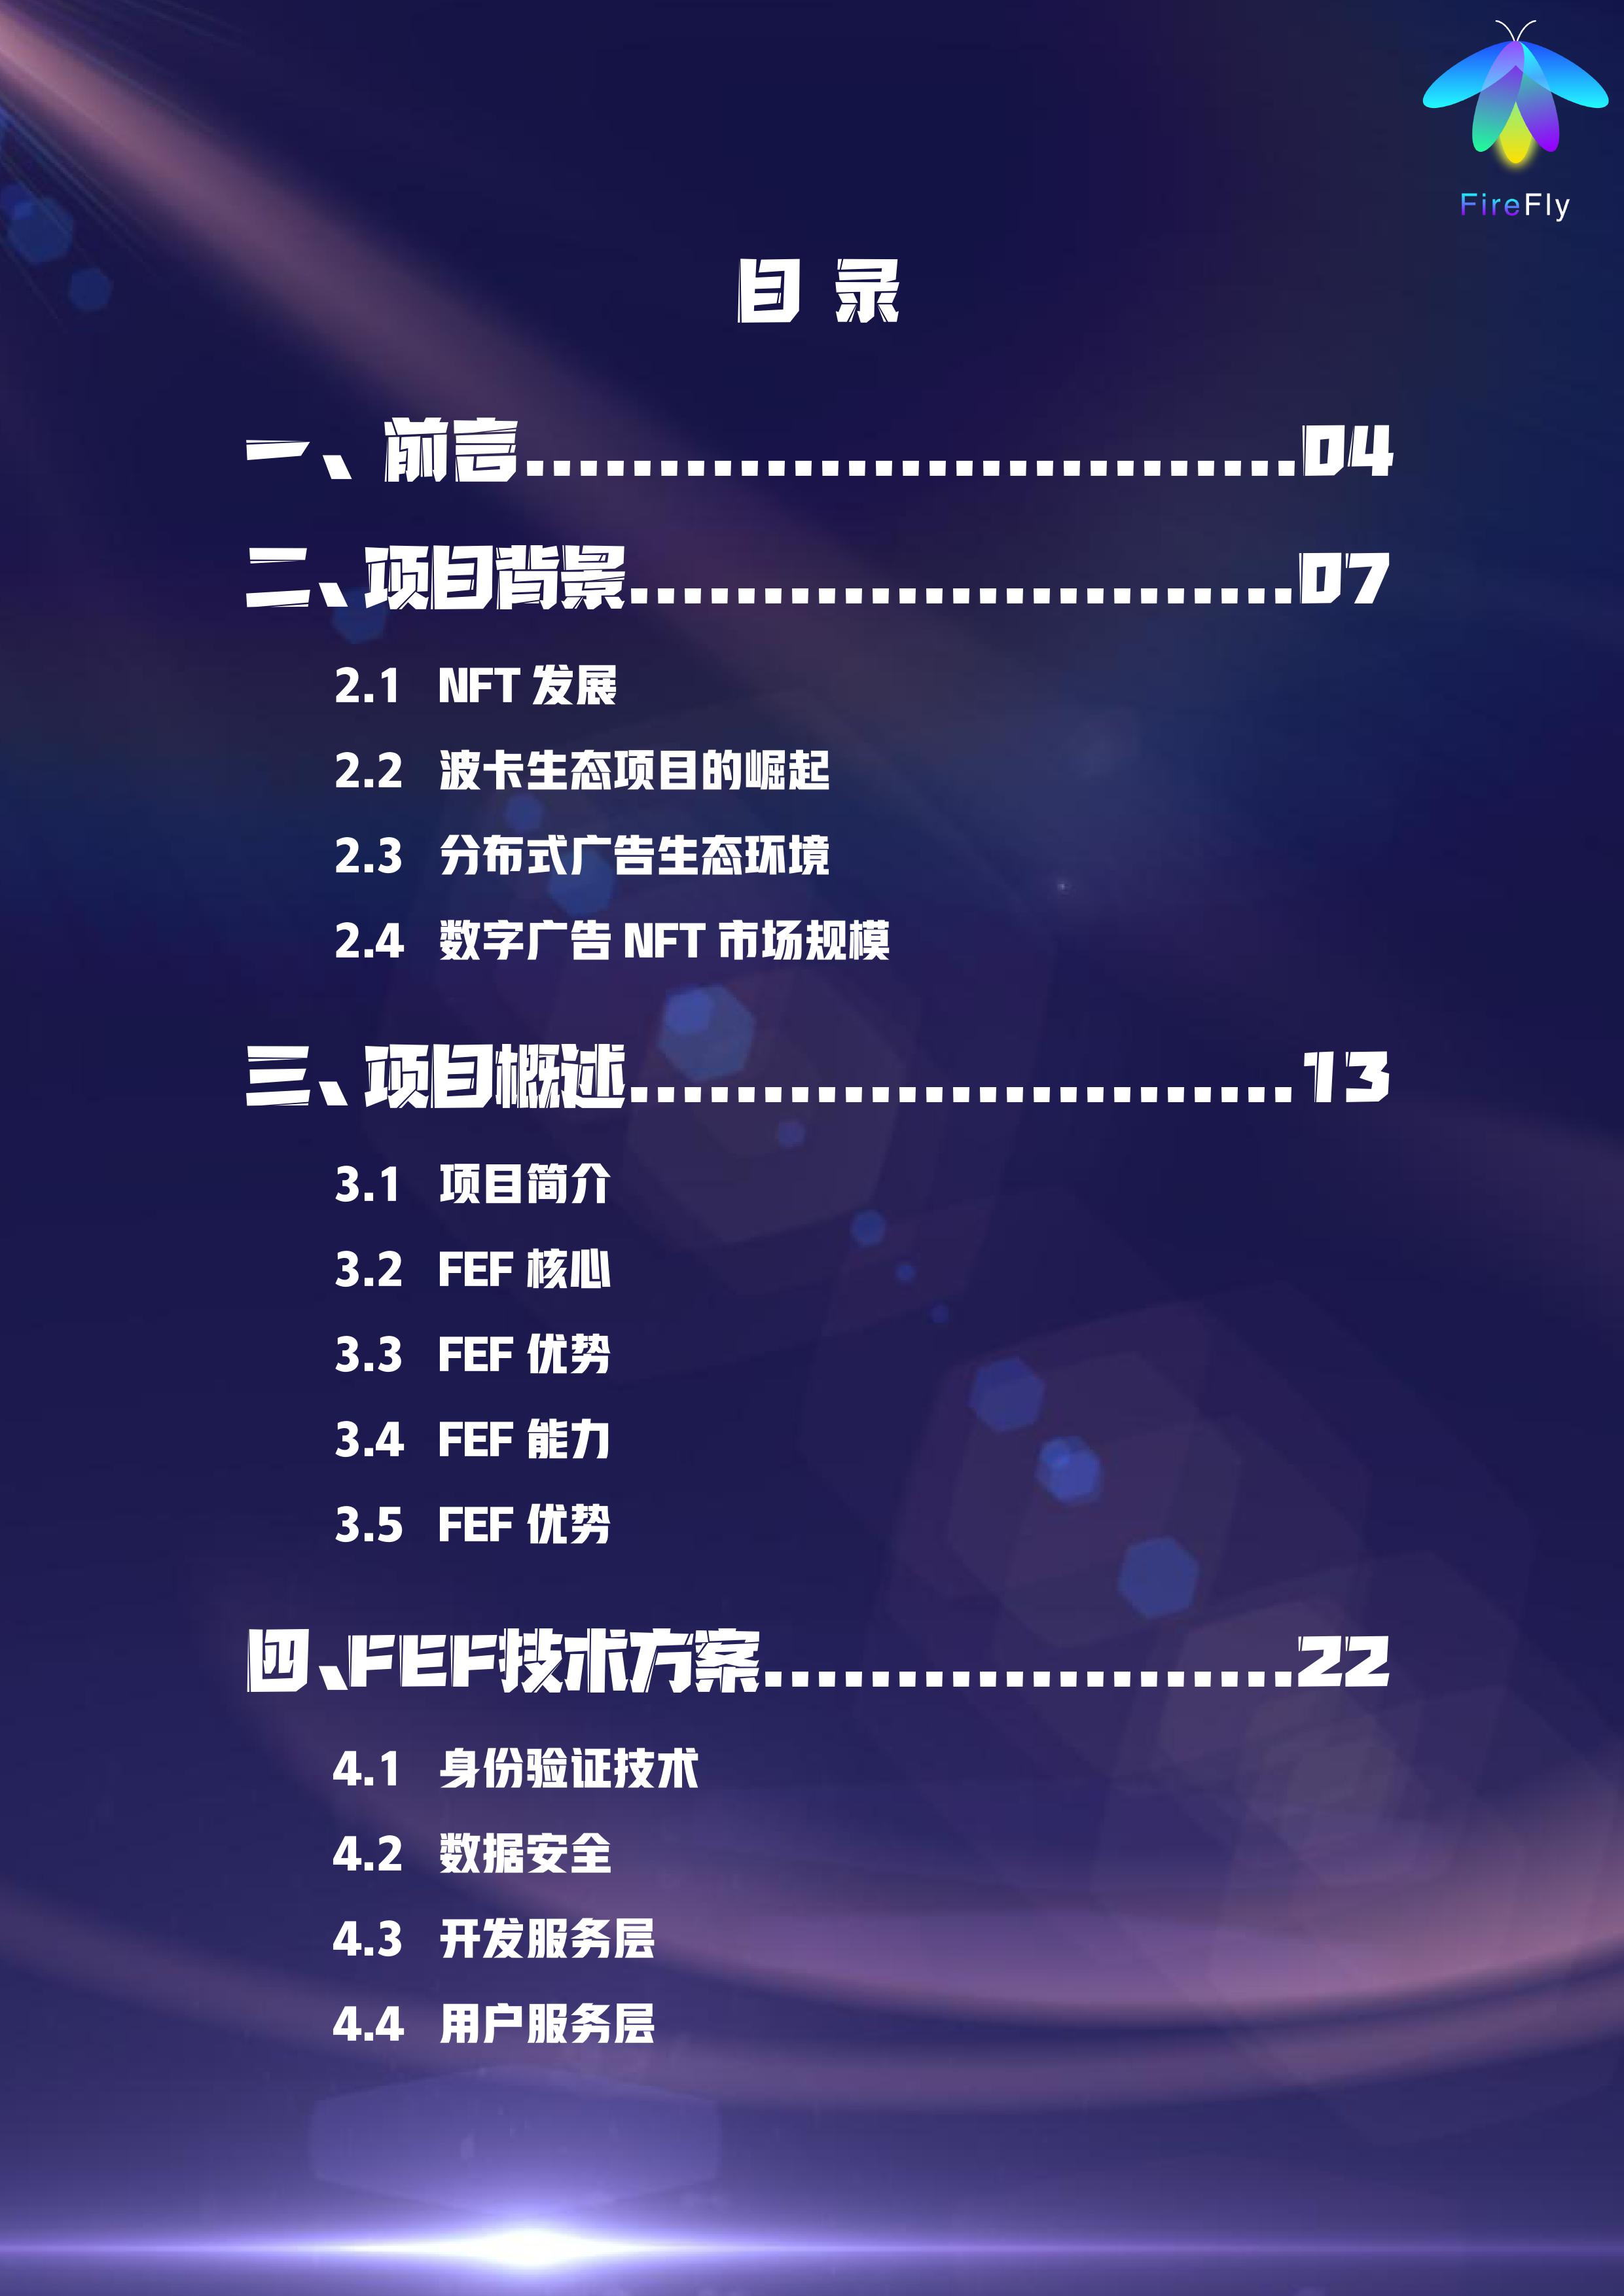 FireFly
目 录
一、前言.............................04
二、项目背景.........................07
2.1 NFT 发展
2.2 波卡生态项目的崛起
2.3 分布式广告生态环境
2.4 数字广告 NFT 市场规模
三、项目概述.........................13
3.1 项目简介
3.2 FEF 核心
3.3 FEF 优势
3.4 FEF 能力
3.5 FEF 优势
四、FEF技术方案....................22
4.1 身份验证技术
4.2 数据安全
4.3 开发服务层
4.4 用户服务层